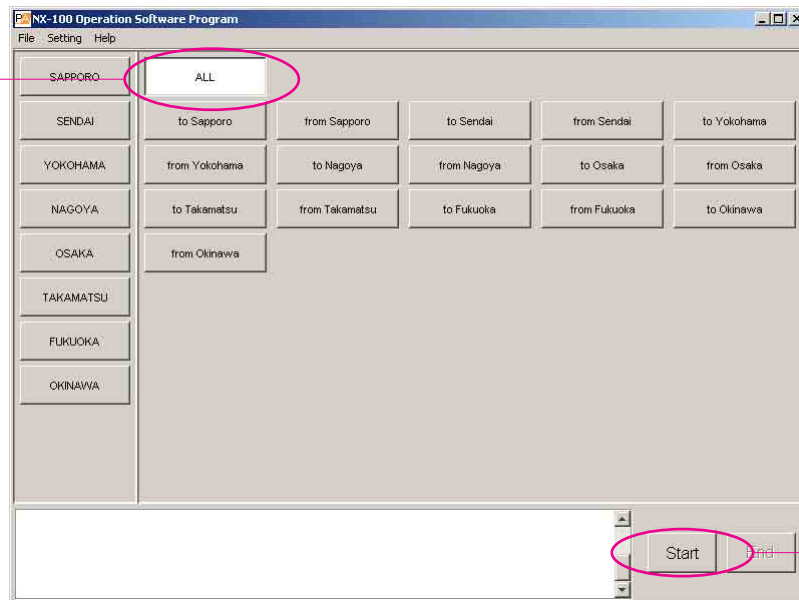 PA NX-100 Operation Software Program
File Setting Help
SAPPORO ALL
SENDAI to Sapporo from Sapporo to Sendai from Sendai to Yokohama
YOKOHAMA from Yokohama to Nagoya from Nagoya to Osaka from Osaka
NAGOYA to Takamatsu from Takamatsu to Fukuoka from Fukuoka to Okinawa
OSAKA from Okinawa
TAKAMATSU
FUKUOKA
OKINAWA
Start End